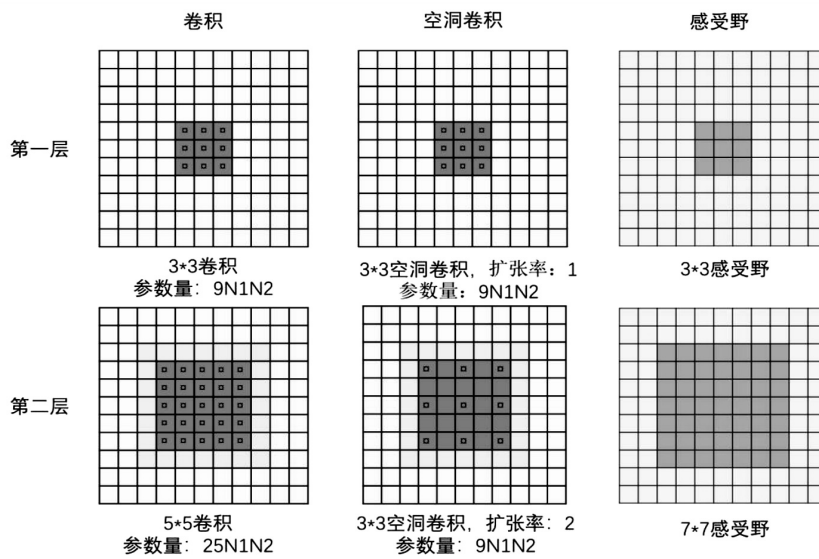 卷积
空洞卷积
感受野
第一层
3*3卷积
参数量：9N1N2
3*3空洞卷积，扩张率：1
参数量：9N1N2
3*3感受野
第二层
5*5卷积
参数量：25N1N2
3*3空洞卷积，扩张率：2
参数量：9N1N2
7*7感受野